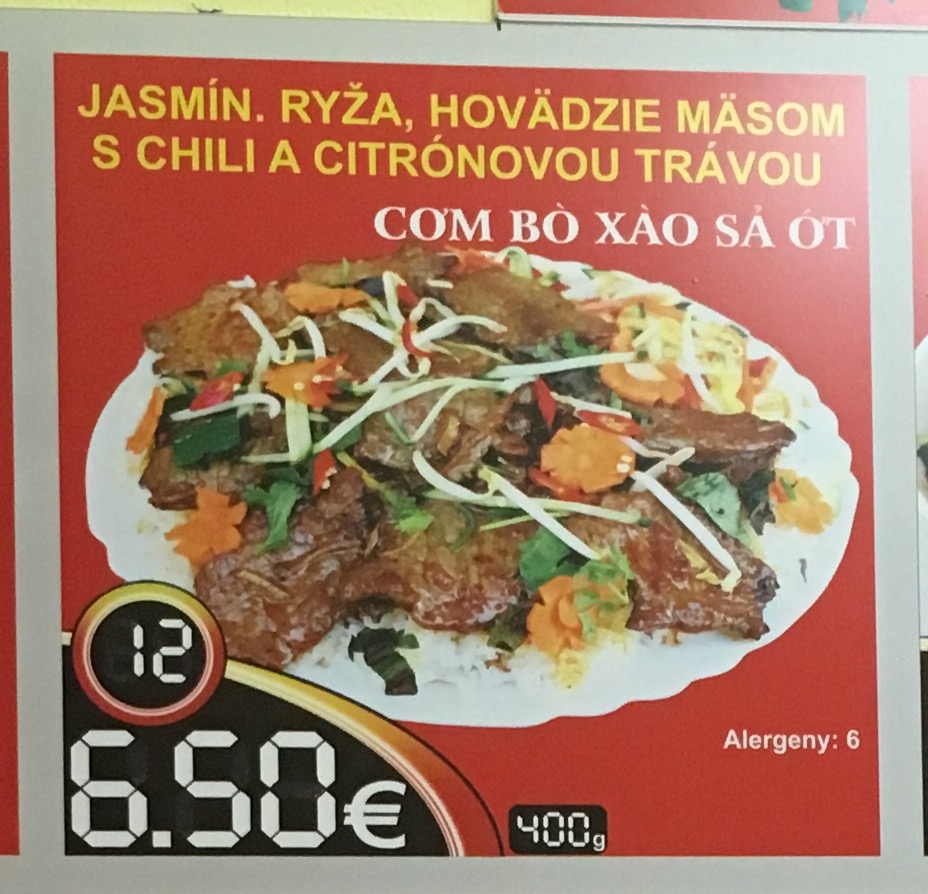 JASMÍN. RYŽA, HOVÄDZIE MÄSOM
S CHILI A CITRÓNOVOU TRÁVOU
CƠM BÒ XÀO SẢ ỚT
12
6.50€
400g
Alergeny: 6